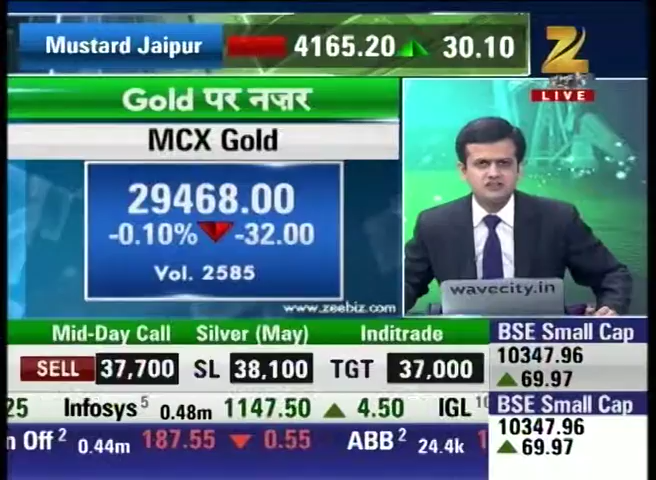 Mustard Jaipur 4165.20 30.10
Z
LIVE
Gold पर नज़र
MCX Gold
29468.00
-0.10% -32.00
Vol. 2585
www.zeebiz.com
wavecity.in
Mid-Day Call Silver (May) Inditrade
SELL 37,700 SL 38,100 TGT 37,000
BSE Small Cap
10347.96
69.97
25 Infosys 5 0.48m 1147.50 4.50 IGL
Off 2 0.44m 187.55 0.55 ABB 2 24.4k
BSE Small Cap
10347.96
69.97